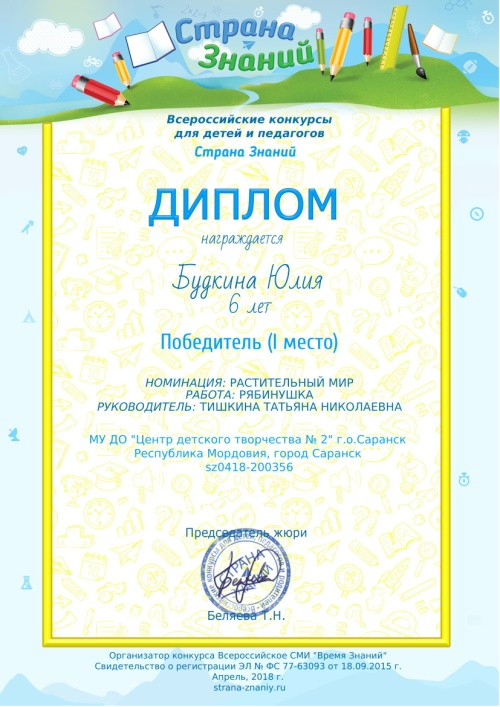 Страна
Знаний
Всероссийские конкурсы
для детей и педагогов
Страна Знаний
ДИПЛОМ
награждается
Будкина Юлия
6 лет
Победитель (I место)
НОМИНАЦИЯ: РАСТИТЕЛЬНЫЙ МИР
РАБОТА: РЯБИНУШКА
РУКОВОДИТЕЛЬ: ТИШКИНА ТАТЬЯНА НИКОЛАЕВНА
МУ ДО "Центр детского творчества № 2" г.о.Саранск
Республика Мордовия, город Саранск
sz0418-200356
Председатель жюри
Беляева Т.Н.
Организатор конкурса Всероссийское СМИ "Время Знаний"
Свидетельство о регистрации ЭЛ № ФС 77-63093 от 18.09.2015 г.
Апрель, 2018 г.
strana-znaniy.ru